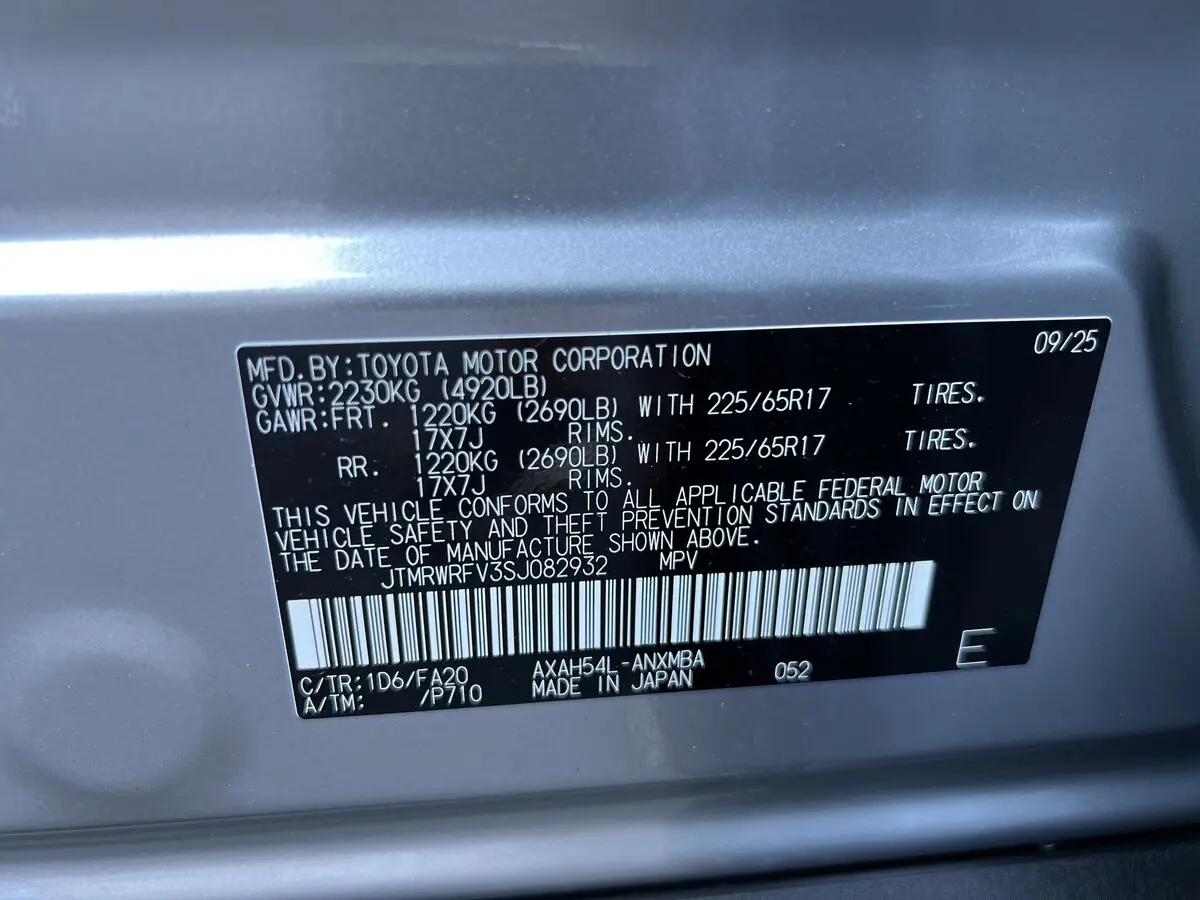 MFD.BY:TOYOTA MOTOR CORPORATION 09/25
GVWR:2230KG (4920LB)
GAWR:FRT. 1220KG (2690LB) WITH 225/65R17 TIRES.
17X7J RIMS.
RR. 1220KG (2690LB) WITH 225/65R17 TIRES.
17X7J RIMS.
THIS VEHICLE CONFORMS TO ALL APPLICABLE FEDERAL MOTOR
VEHICLE SAFETY AND THEFT PREVENTION STANDARDS IN EFFECT ON
THE DATE OF MANUFACTURE SHOWN ABOVE.
JTMRWRFV3SJ082932 MPV
C/TR:1D6/FA20 AXAH54L-ANXMBA 052 E
A/TM: /P710 MADE IN JAPAN